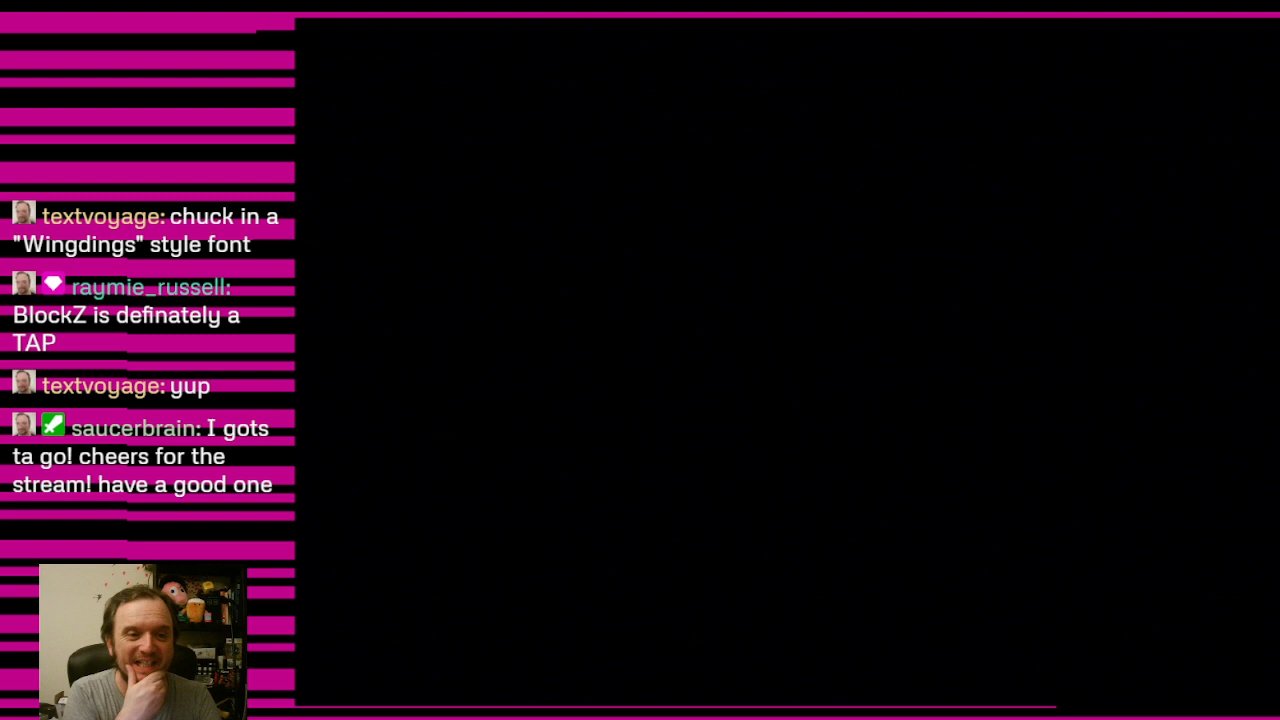 textvoyage: chuck in a
"Wingdings" style font
raymie_russell:
BlockZ is definately a
TAP
textvoyage: yup
saucerbrain: I gots
ta go! cheers for the
stream! have a good one